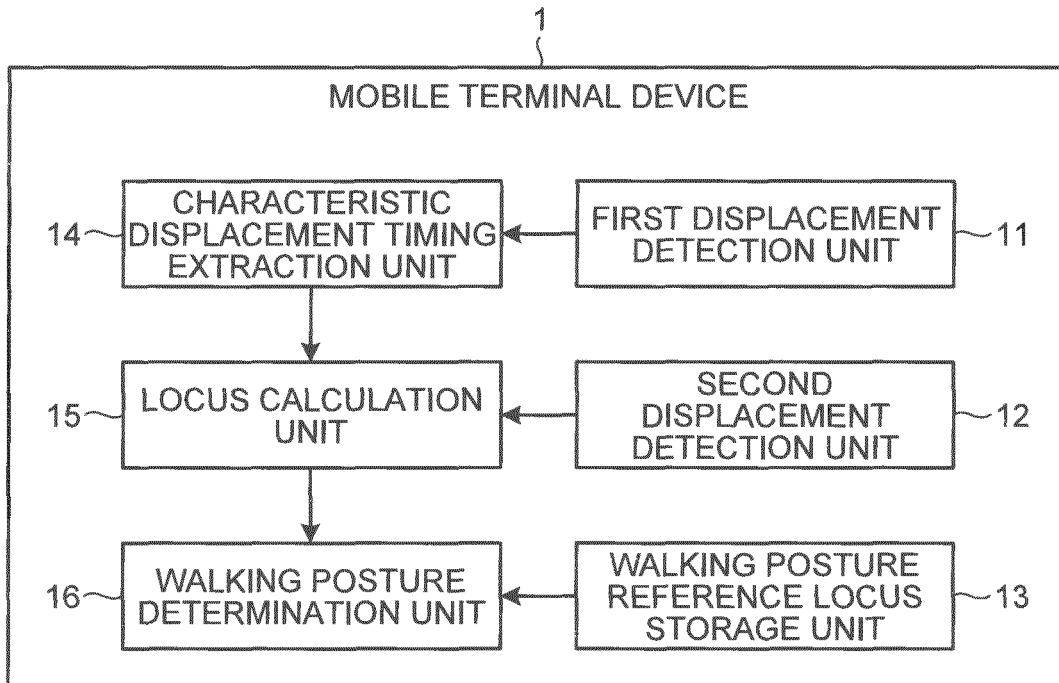 1
MOBILE TERMINAL DEVICE
14
CHARACTERISTIC
DISPLACEMENT TIMING
EXTRACTION UNIT
FIRST DISPLACEMENT
DETECTION UNIT
11
15
LOCUS CALCULATION
UNIT
SECOND
DISPLACEMENT
DETECTION UNIT
12
16
WALKING POSTURE
DETERMINATION UNIT
WALKING POSTURE
REFERENCE LOCUS
STORAGE UNIT
13